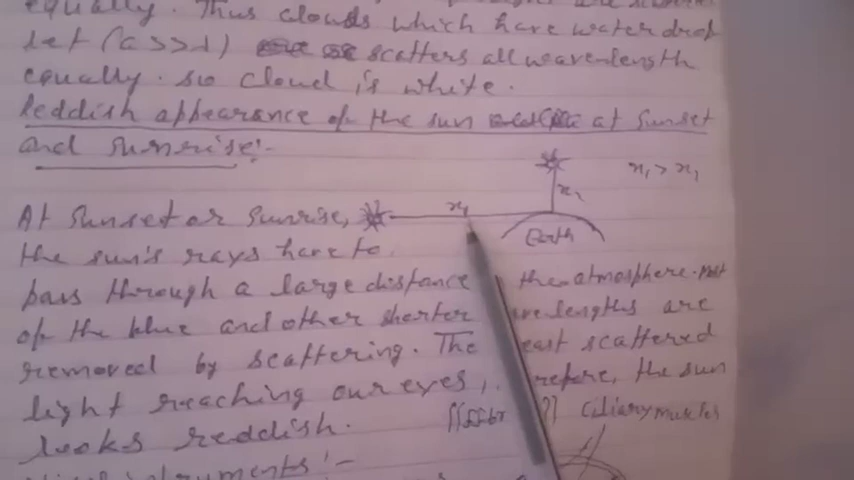 equally. Thus clouds which have water drop
let (a >> λ) scatters all wavelength
equally. so cloud is white.
Reddish appearance of the sun at sunset
and sunrise:-
x₁ > x₂
x₂
At Sunset or Sunrise, x₁
Earth
the sun's rays have to
pass through a large distance the atmosphere. Most
of the blue and other shorter velengths are
removed by scattering. The east scattered
light reaching our eyes, refore, the sun
looks reddish. ciliary muscles